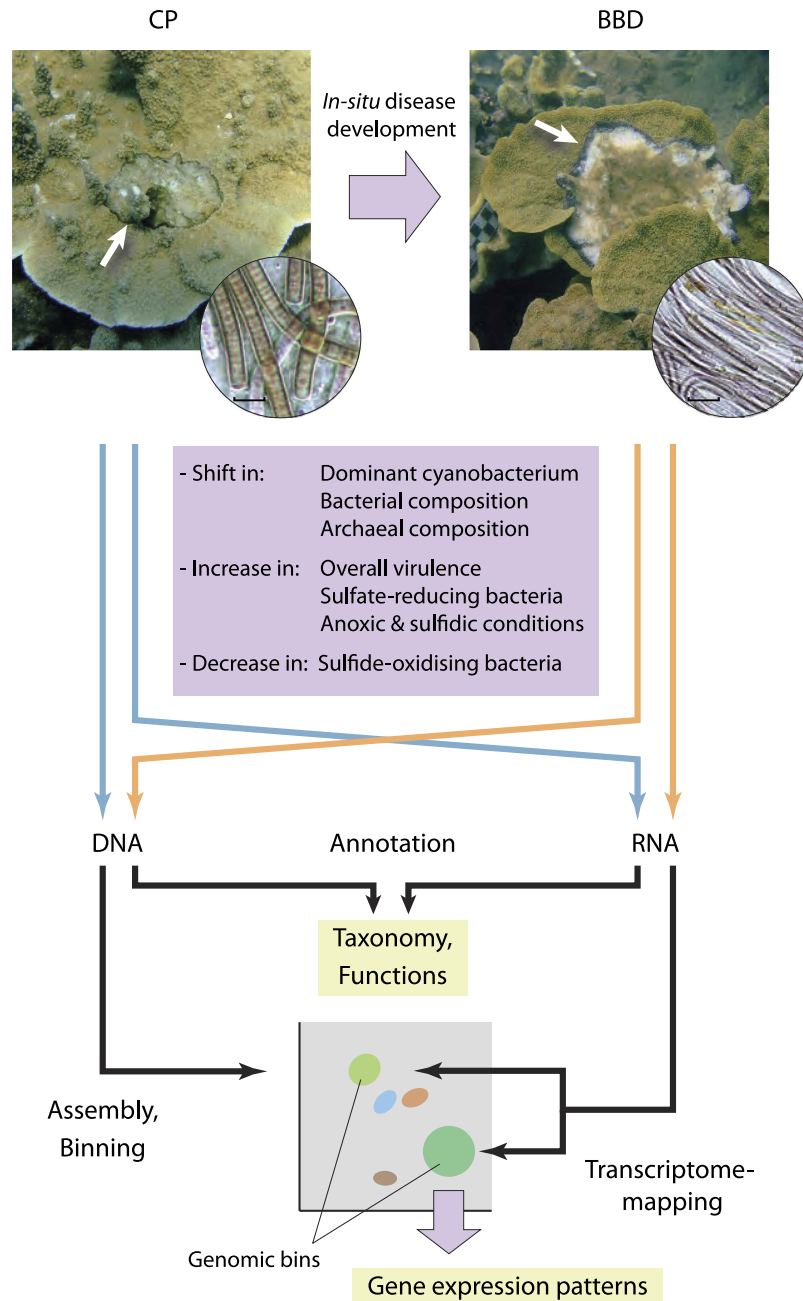 CP
BBD
In-situ disease
development
- Shift in: Dominant cyanobacterium
Bacterial composition
Archaeal composition
- Increase in: Overall virulence
Sulfate-reducing bacteria
Anoxic & sulfidic conditions
- Decrease in: Sulfide-oxidising bacteria
DNA
Annotation
RNA
Taxonomy,
Functions
Assembly,
Binning
Transcriptome-
mapping
Genomic bins
Gene expression patterns